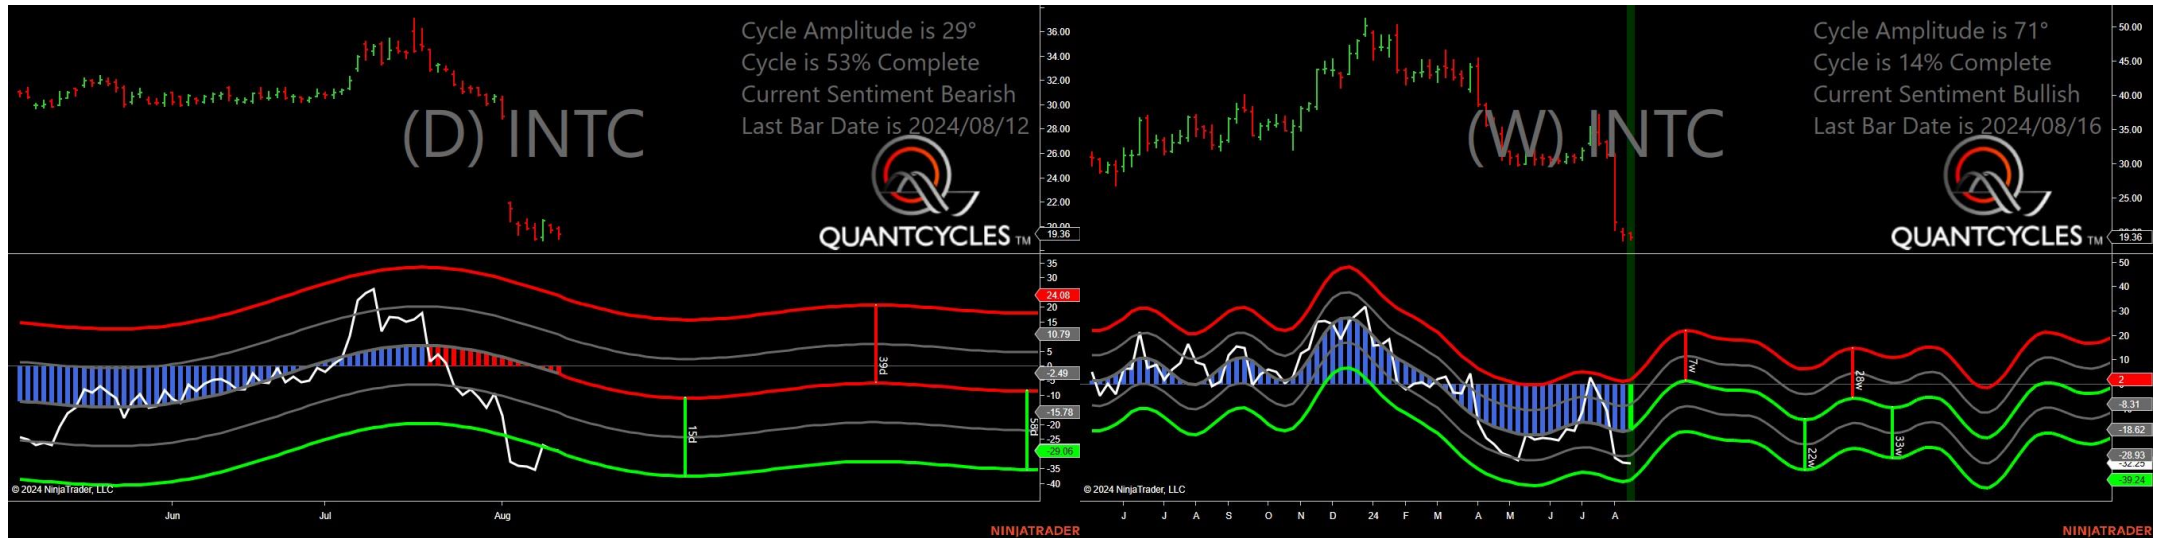 Cycle Amplitude is 29°
Cycle is 53% Complete
Current Sentiment Bearish
Last Bar Date is 2024/08/12
(D) INTC
QUANTCYCLES TM
36.00
34.00
32.00
30.00
28.00
26.00
24.00
22.00
20.00
19.36
35
30
24.08
20
15
10.79
5
-2.49
-10
-15.78
-20
-25
-29.06
-35
-40
39d
15d
58d
© 2024 NinjaTrader, LLC
Jun Jul Aug
NINJATRADER
Cycle Amplitude is 71°
Cycle is 14% Complete
Current Sentiment Bullish
Last Bar Date is 2024/08/16
(W) INTC
QUANTCYCLES TM
50.00
45.00
40.00
35.00
30.00
25.00
19.36
50
40
30
20
10
2
-8.31
-18.62
-28.93
-32.25
-39.24
7w
28w
22w
33w
© 2024 NinjaTrader, LLC
J J A S O N D 24 F M A M J J A
NINJATRADER